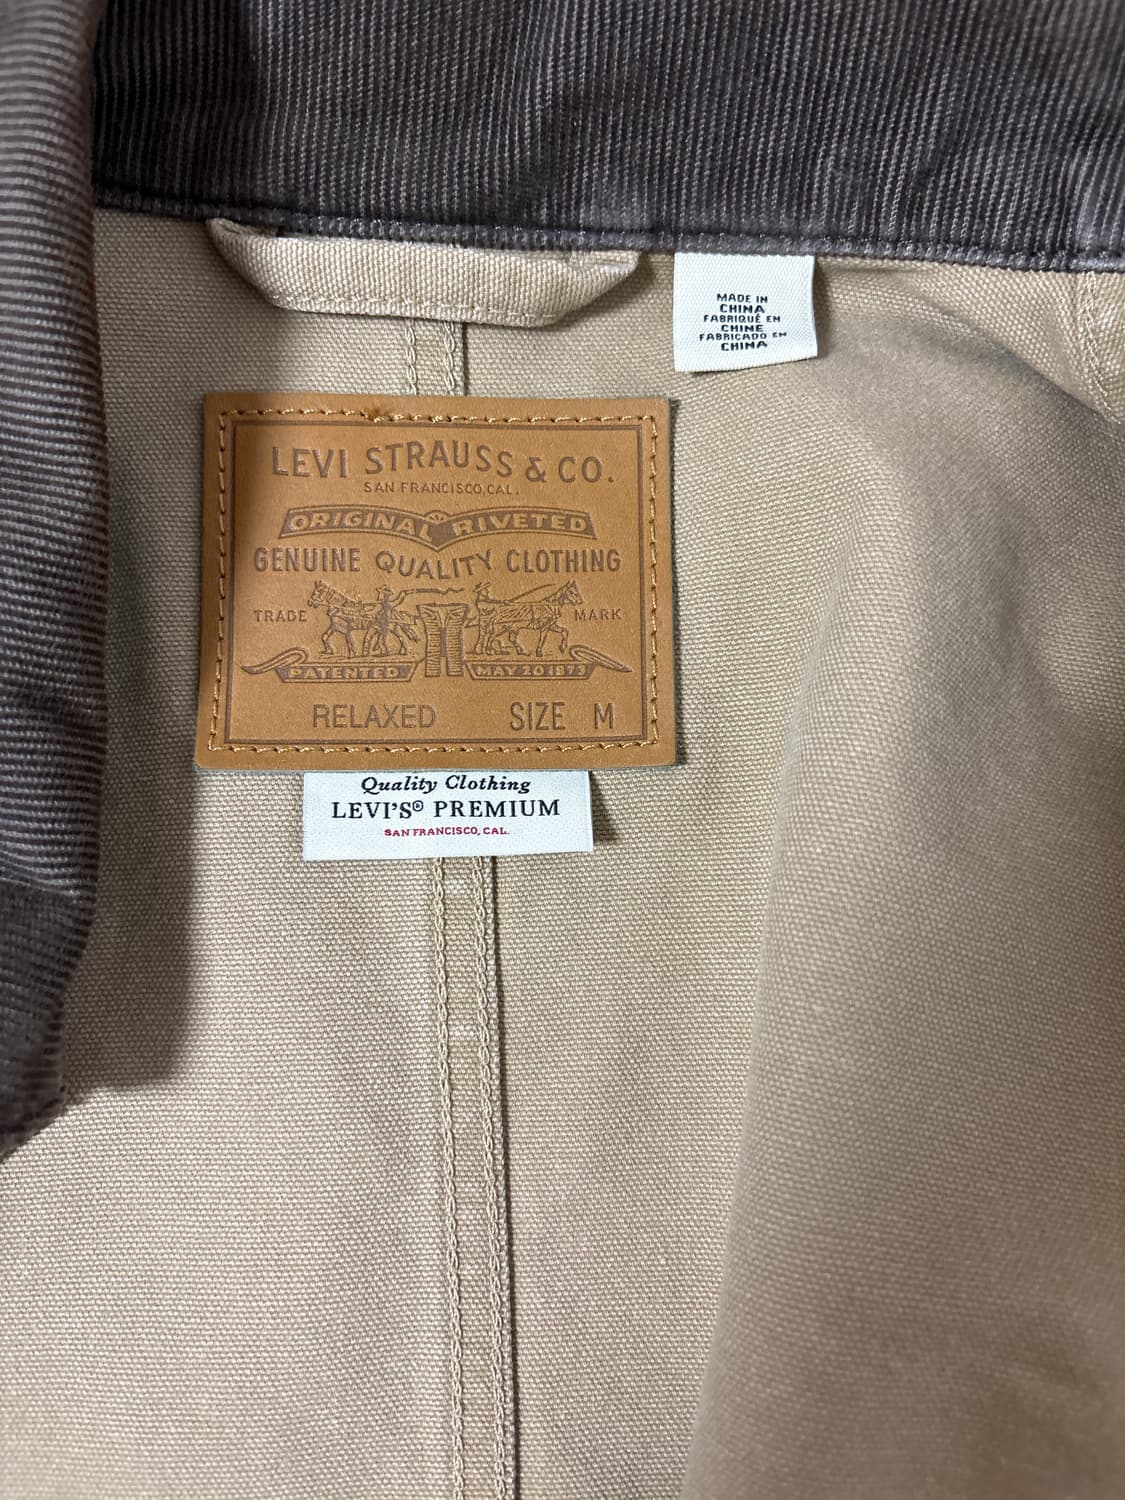 MADE IN
CHINA
FABRIQUÉ EN
CHINE
FABRICADO EN
CHINA
LEVI STRAUSS & CO.
SAN FRANCISCO, CAL.
ORIGINAL RIVETED
GENUINE QUALITY CLOTHING
TRADE MARK
PATENTED MAY 20 1873
RELAXED SIZE M
Quality Clothing
LEVI'S® PREMIUM
SAN FRANCISCO, CAL.